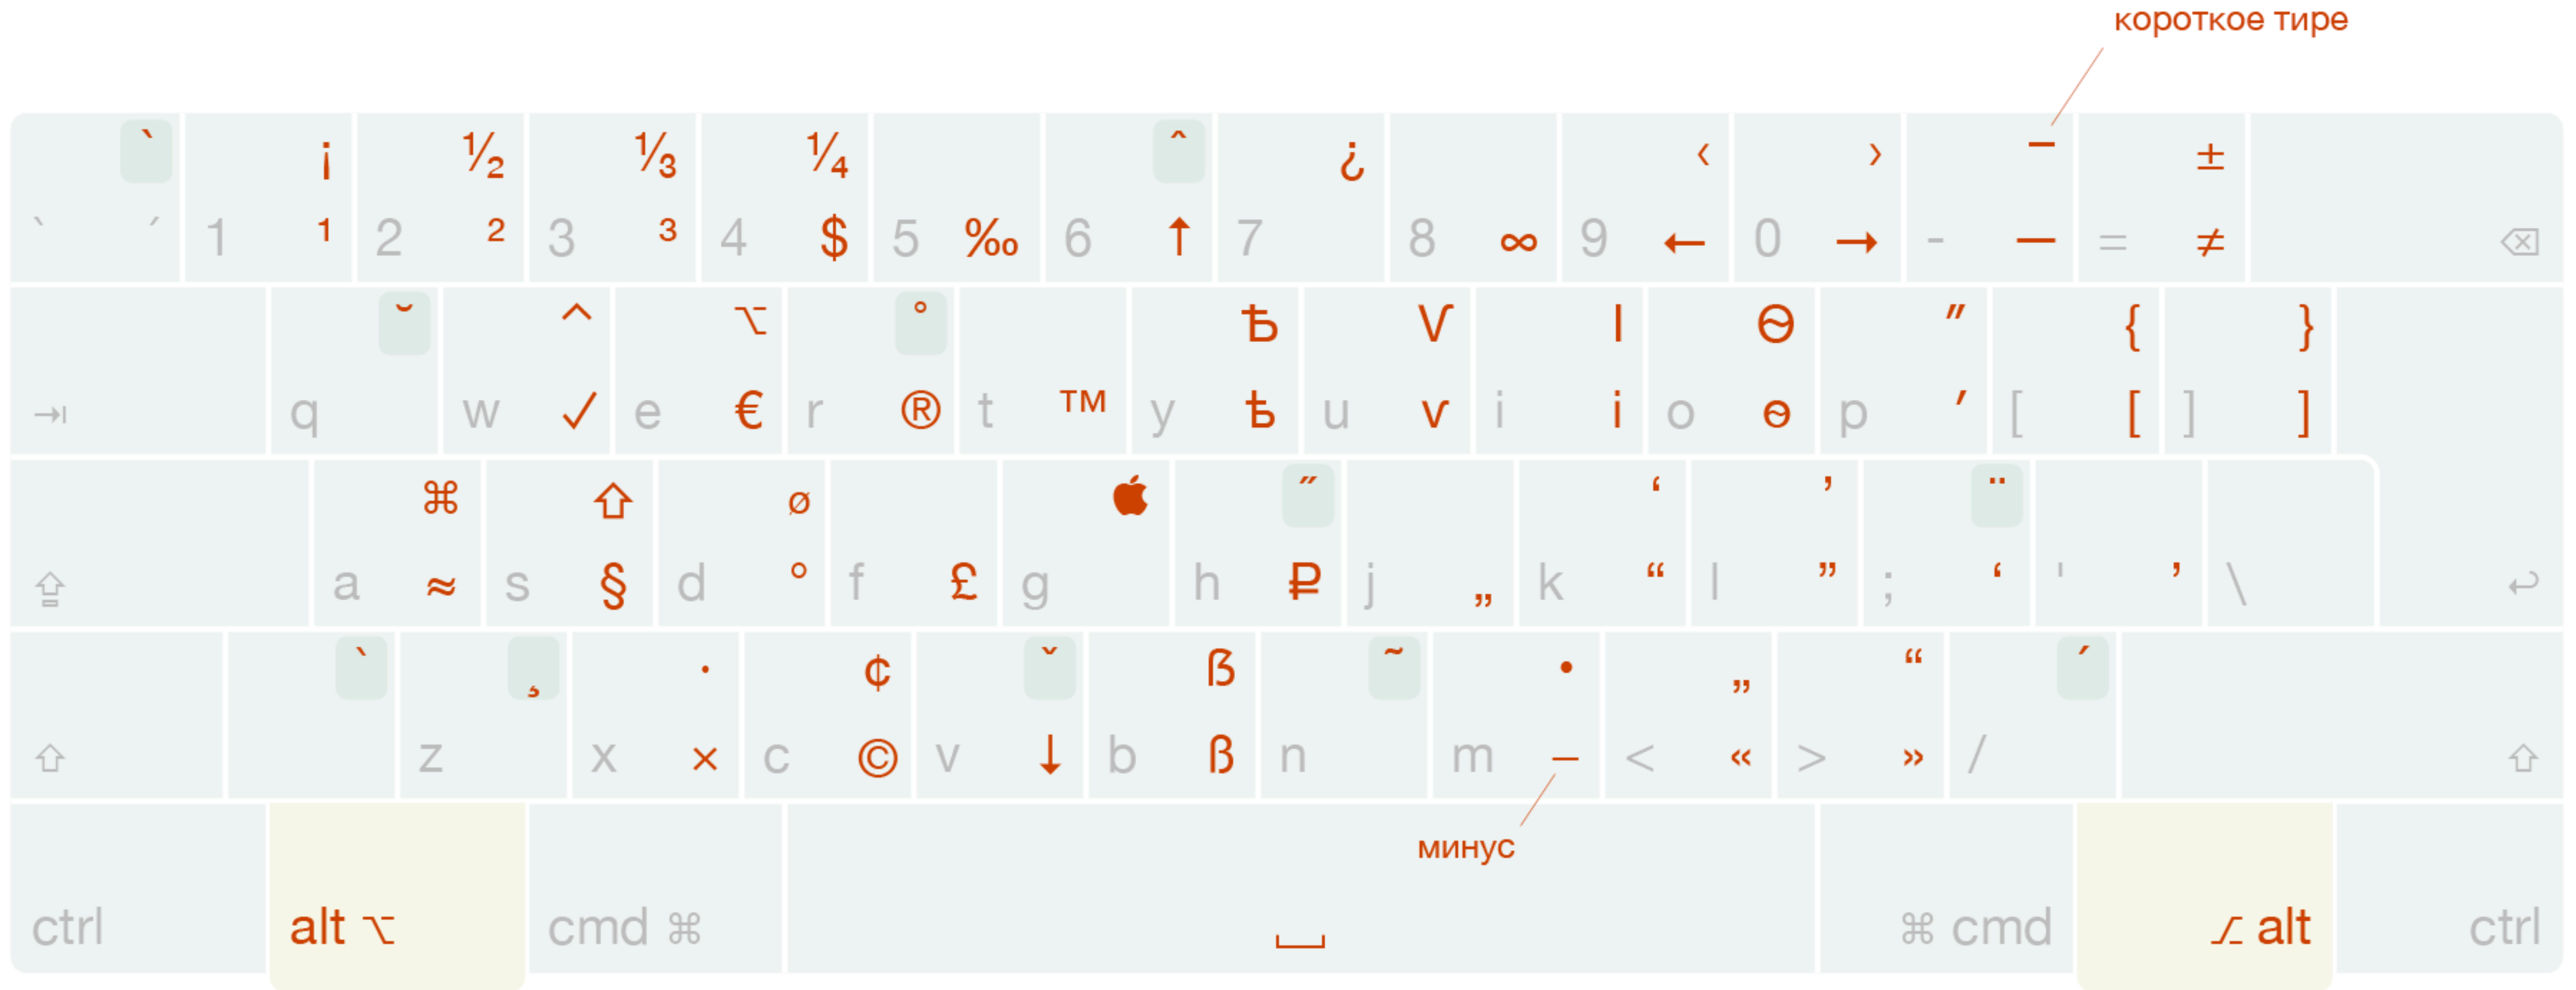 короткое тире
` ¡ ½ ⅓ ¼ ˆ ¿ ‹ › – ±
` ´ 1 ¹ 2 ² 3 ³ 4 $ 5 ‰ 6 ↑ 7 8 ∞ 9 ← 0 → - — = ≠ ⌫
˘ ^ ⌥ ˚ Ѣ Ѵ І Ѳ ″ { }
⇥ q w ✓ e € r ® t ™ y ѣ u ѵ i і o ѳ p ′ [ [ ] ]
⌘ ⇧ ø  ˝ ‘ ’ ¨
a ≈ s § d ° f £ g h ₽ j „ k “ l ” ; ‘ ' ’ \ ↩
` ¸ · ¢ ˇ ẞ ˜ • „ “ ´
⇧ z x × c © v ↓ b ß n m − < « > » / ⇧
минус
ctrl alt ⌥ cmd ⌘ ⌘ cmd ⌥ alt ctrl